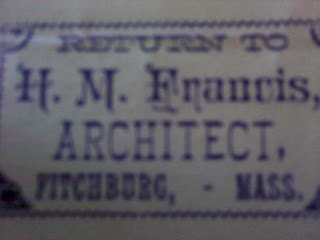 RETURN TO
H. M. Francis,
ARCHITECT,
FITCHBURG, - MASS.